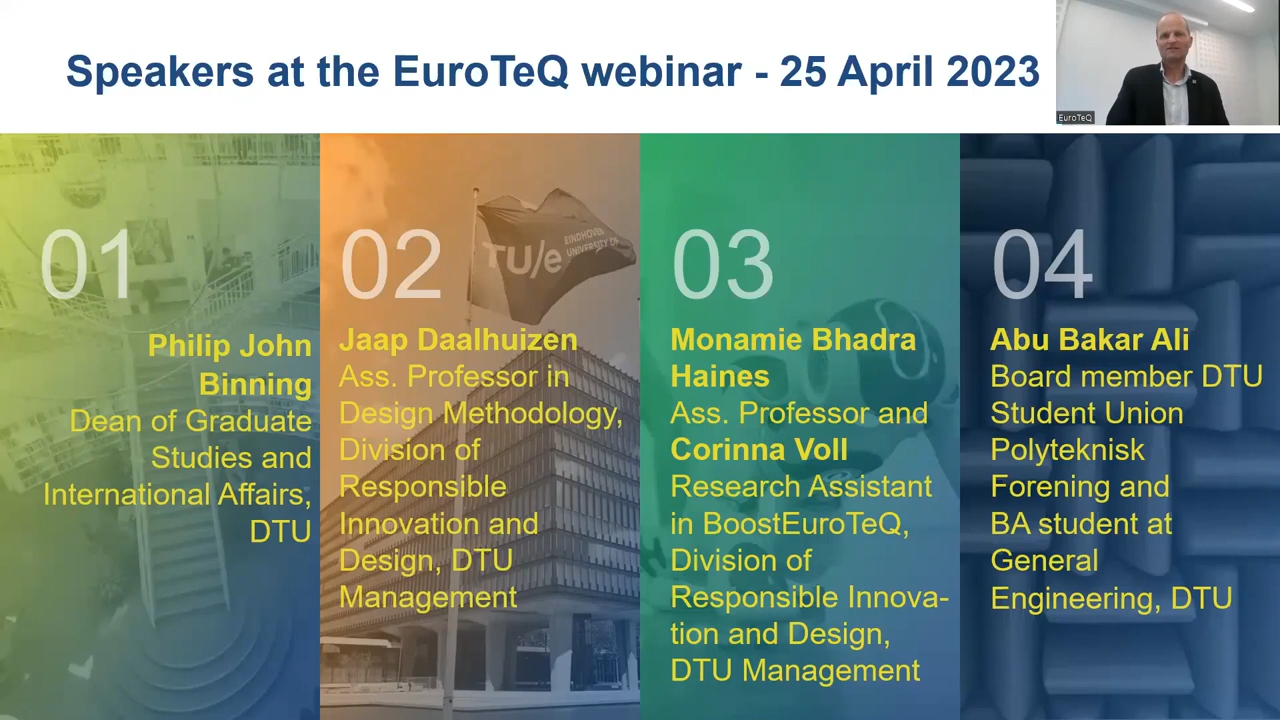 Speakers at the EuroTeQ webinar - 25 April 2023
EuroTeQ
01
Philip John
Binning
Dean of Graduate
Studies and
International Affairs,
DTU
02
TU/e
EINDHOVEN
UNIVERSITY OF
Jaap Daalhuizen
Ass. Professor in
Design Methodology,
Division of
Responsible
Innovation and
Design, DTU
Management
03
Monamie Bhadra
Haines
Ass. Professor and
Corinna Voll
Research Assistant
in BoostEuroTeQ,
Division of
Responsible Innova-
tion and Design,
DTU Management
04
Abu Bakar Ali
Board member DTU
Student Union
Polyteknisk
Forening and
BA student at
General
Engineering, DTU